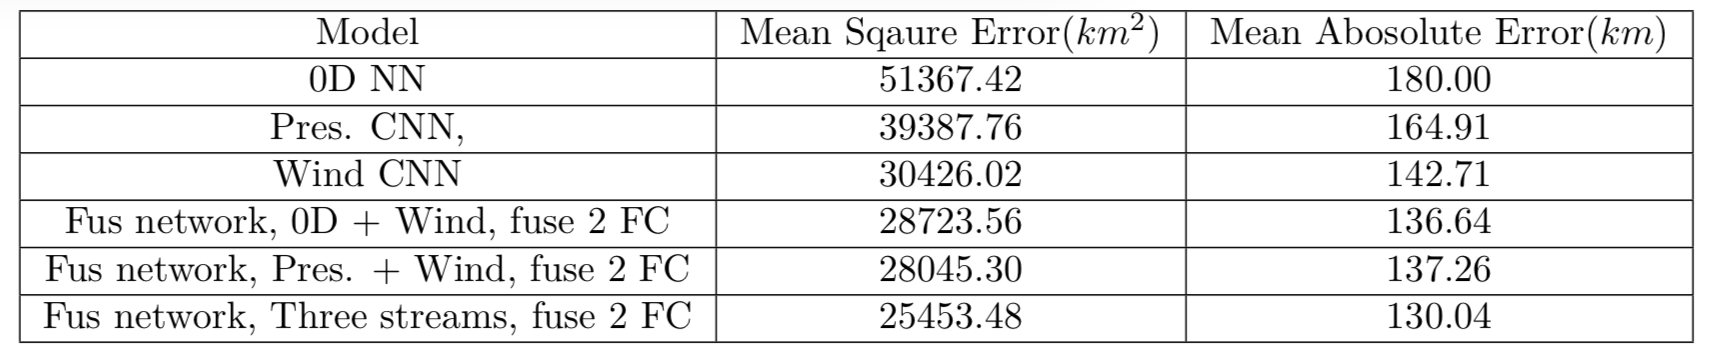 Model Mean Sqaure Error(km²) Mean Abosolute Error(km)
0D NN 51367.42 180.00
Pres. CNN, 39387.76 164.91
Wind CNN 30426.02 142.71
Fus network, 0D + Wind, fuse 2 FC 28723.56 136.64
Fus network, Pres. + Wind, fuse 2 FC 28045.30 137.26
Fus network, Three streams, fuse 2 FC 25453.48 130.04